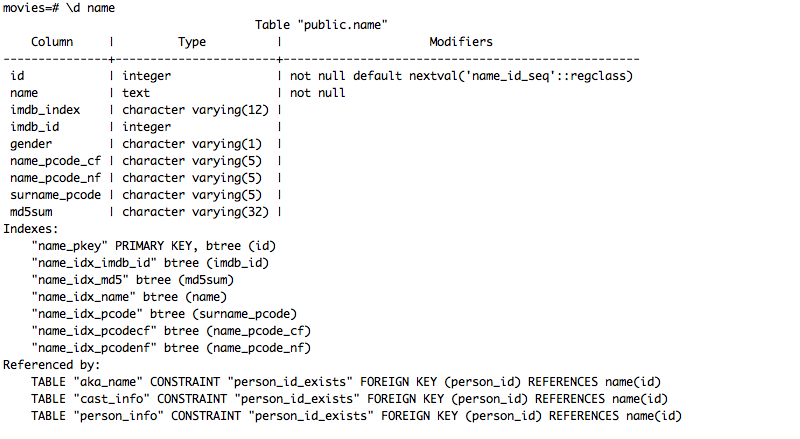 movies=# \d name
                                  Table "public.name"
    Column     |         Type          |                    Modifiers
---------------+-----------------------+---------------------------------------------------
 id            | integer               | not null default nextval('name_id_seq'::regclass)
 name          | text                  | not null
 imdb_index    | character varying(12) |
 imdb_id       | integer               |
 gender        | character varying(1)  |
 name_pcode_cf | character varying(5)  |
 name_pcode_nf | character varying(5)  |
 surname_pcode | character varying(5)  |
 md5sum        | character varying(32) |
Indexes:
    "name_pkey" PRIMARY KEY, btree (id)
    "name_idx_imdb_id" btree (imdb_id)
    "name_idx_md5" btree (md5sum)
    "name_idx_name" btree (name)
    "name_idx_pcode" btree (surname_pcode)
    "name_idx_pcodecf" btree (name_pcode_cf)
    "name_idx_pcodenf" btree (name_pcode_nf)
Referenced by:
    TABLE "aka_name" CONSTRAINT "person_id_exists" FOREIGN KEY (person_id) REFERENCES name(id)
    TABLE "cast_info" CONSTRAINT "person_id_exists" FOREIGN KEY (person_id) REFERENCES name(id)
    TABLE "person_info" CONSTRAINT "person_id_exists" FOREIGN KEY (person_id) REFERENCES name(id)